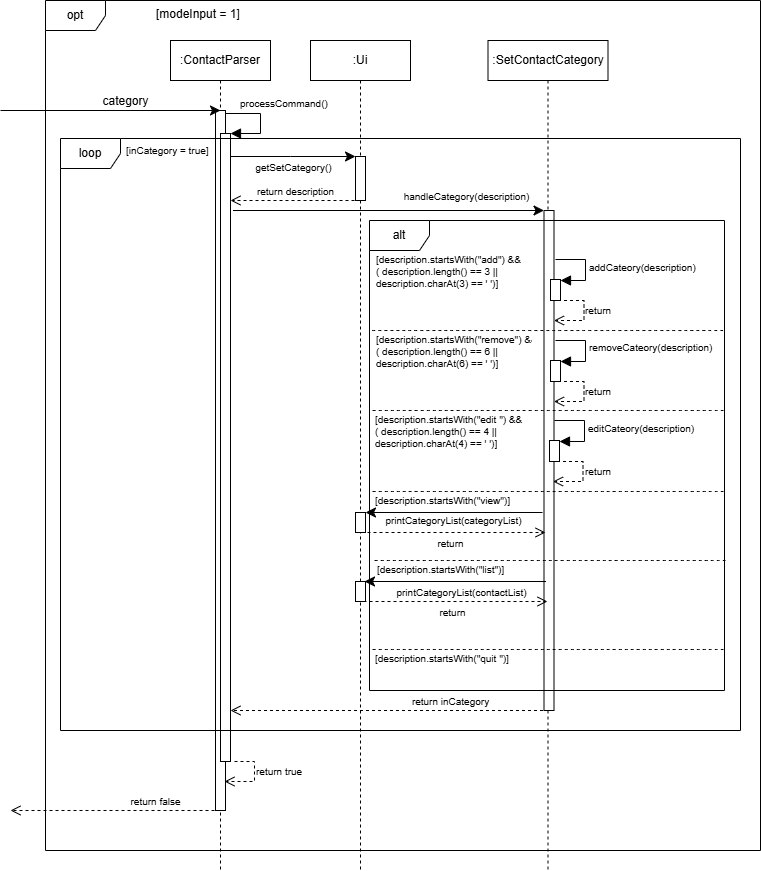 opt
[modeInput = 1]
:ContactParser
:Ui
:SetContactCategory
category
processCommand()
loop
[inCategory = true]
getSetCategory()
return description
handleCategory(description)
alt
[description.startsWith("add") &&
( description.length() == 3 ||
description.charAt(3) == ' ')]
addCateory(description)
return
[description.startsWith("remove") &
( description.length() == 6 ||
description.charAt(6) == ' ')]
removeCateory(description)
return
[description.startsWith("edit ") &&
( description.length() == 4 ||
description.charAt(4) == ' ')]
editCateory(description)
return
[description.startsWith("view")]
printCategoryList(categoryList)
return
[description.startsWith("list")]
printCategoryList(contactList)
return
[description.startsWith("quit ")]
return inCategory
return true
return false